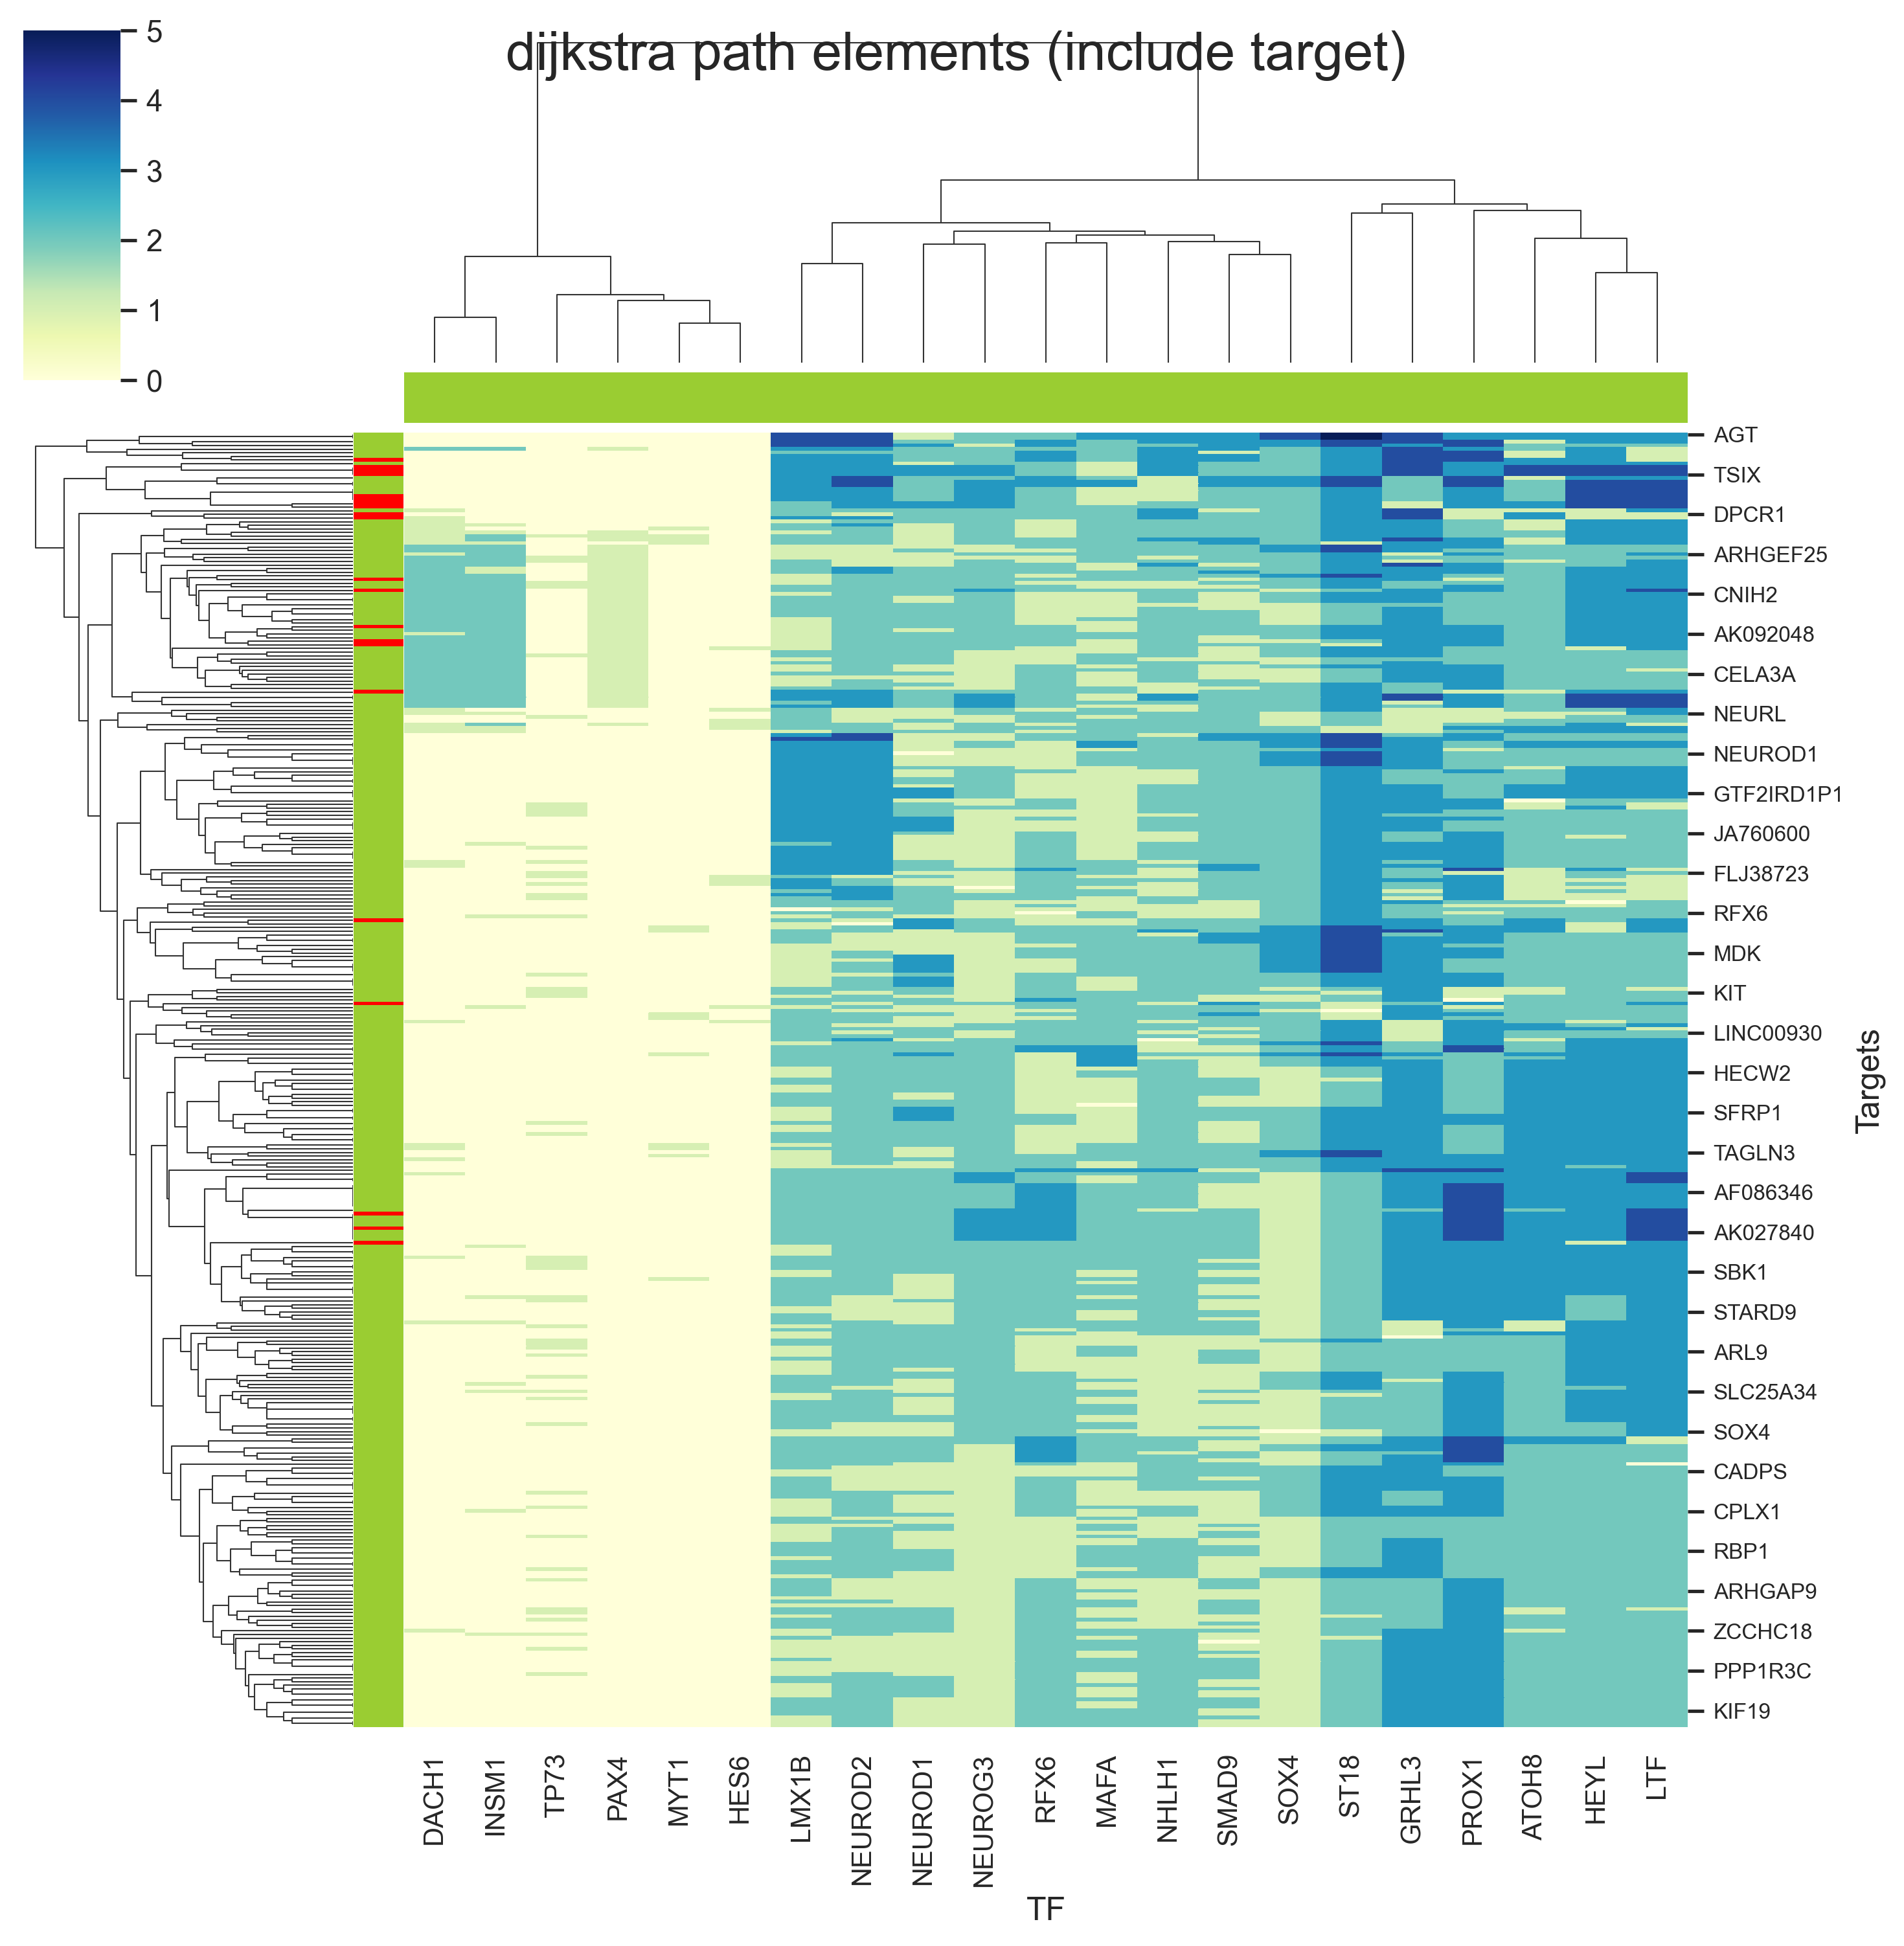 dijkstra path elements (include target)
5
4
3
2
1
0
AGT
TSIX
DPCR1
ARHGEF25
CNIH2
AK092048
CELA3A
NEURL
NEUROD1
GTF2IRD1P1
JA760600
FLJ38723
RFX6
MDK
KIT
LINC00930
HECW2
SFRP1
TAGLN3
AF086346
AK027840
SBK1
STARD9
ARL9
SLC25A34
SOX4
CADPS
CPLX1
RBP1
ARHGAP9
ZCCHC18
PPP1R3C
KIF19
Targets
DACH1
INSM1
TP73
PAX4
MYT1
HES6
LMX1B
NEUROD2
NEUROD1
NEUROG3
RFX6
MAFA
NHLH1
SMAD9
SOX4
ST18
GRHL3
PROX1
ATOH8
HEYL
LTF
TF